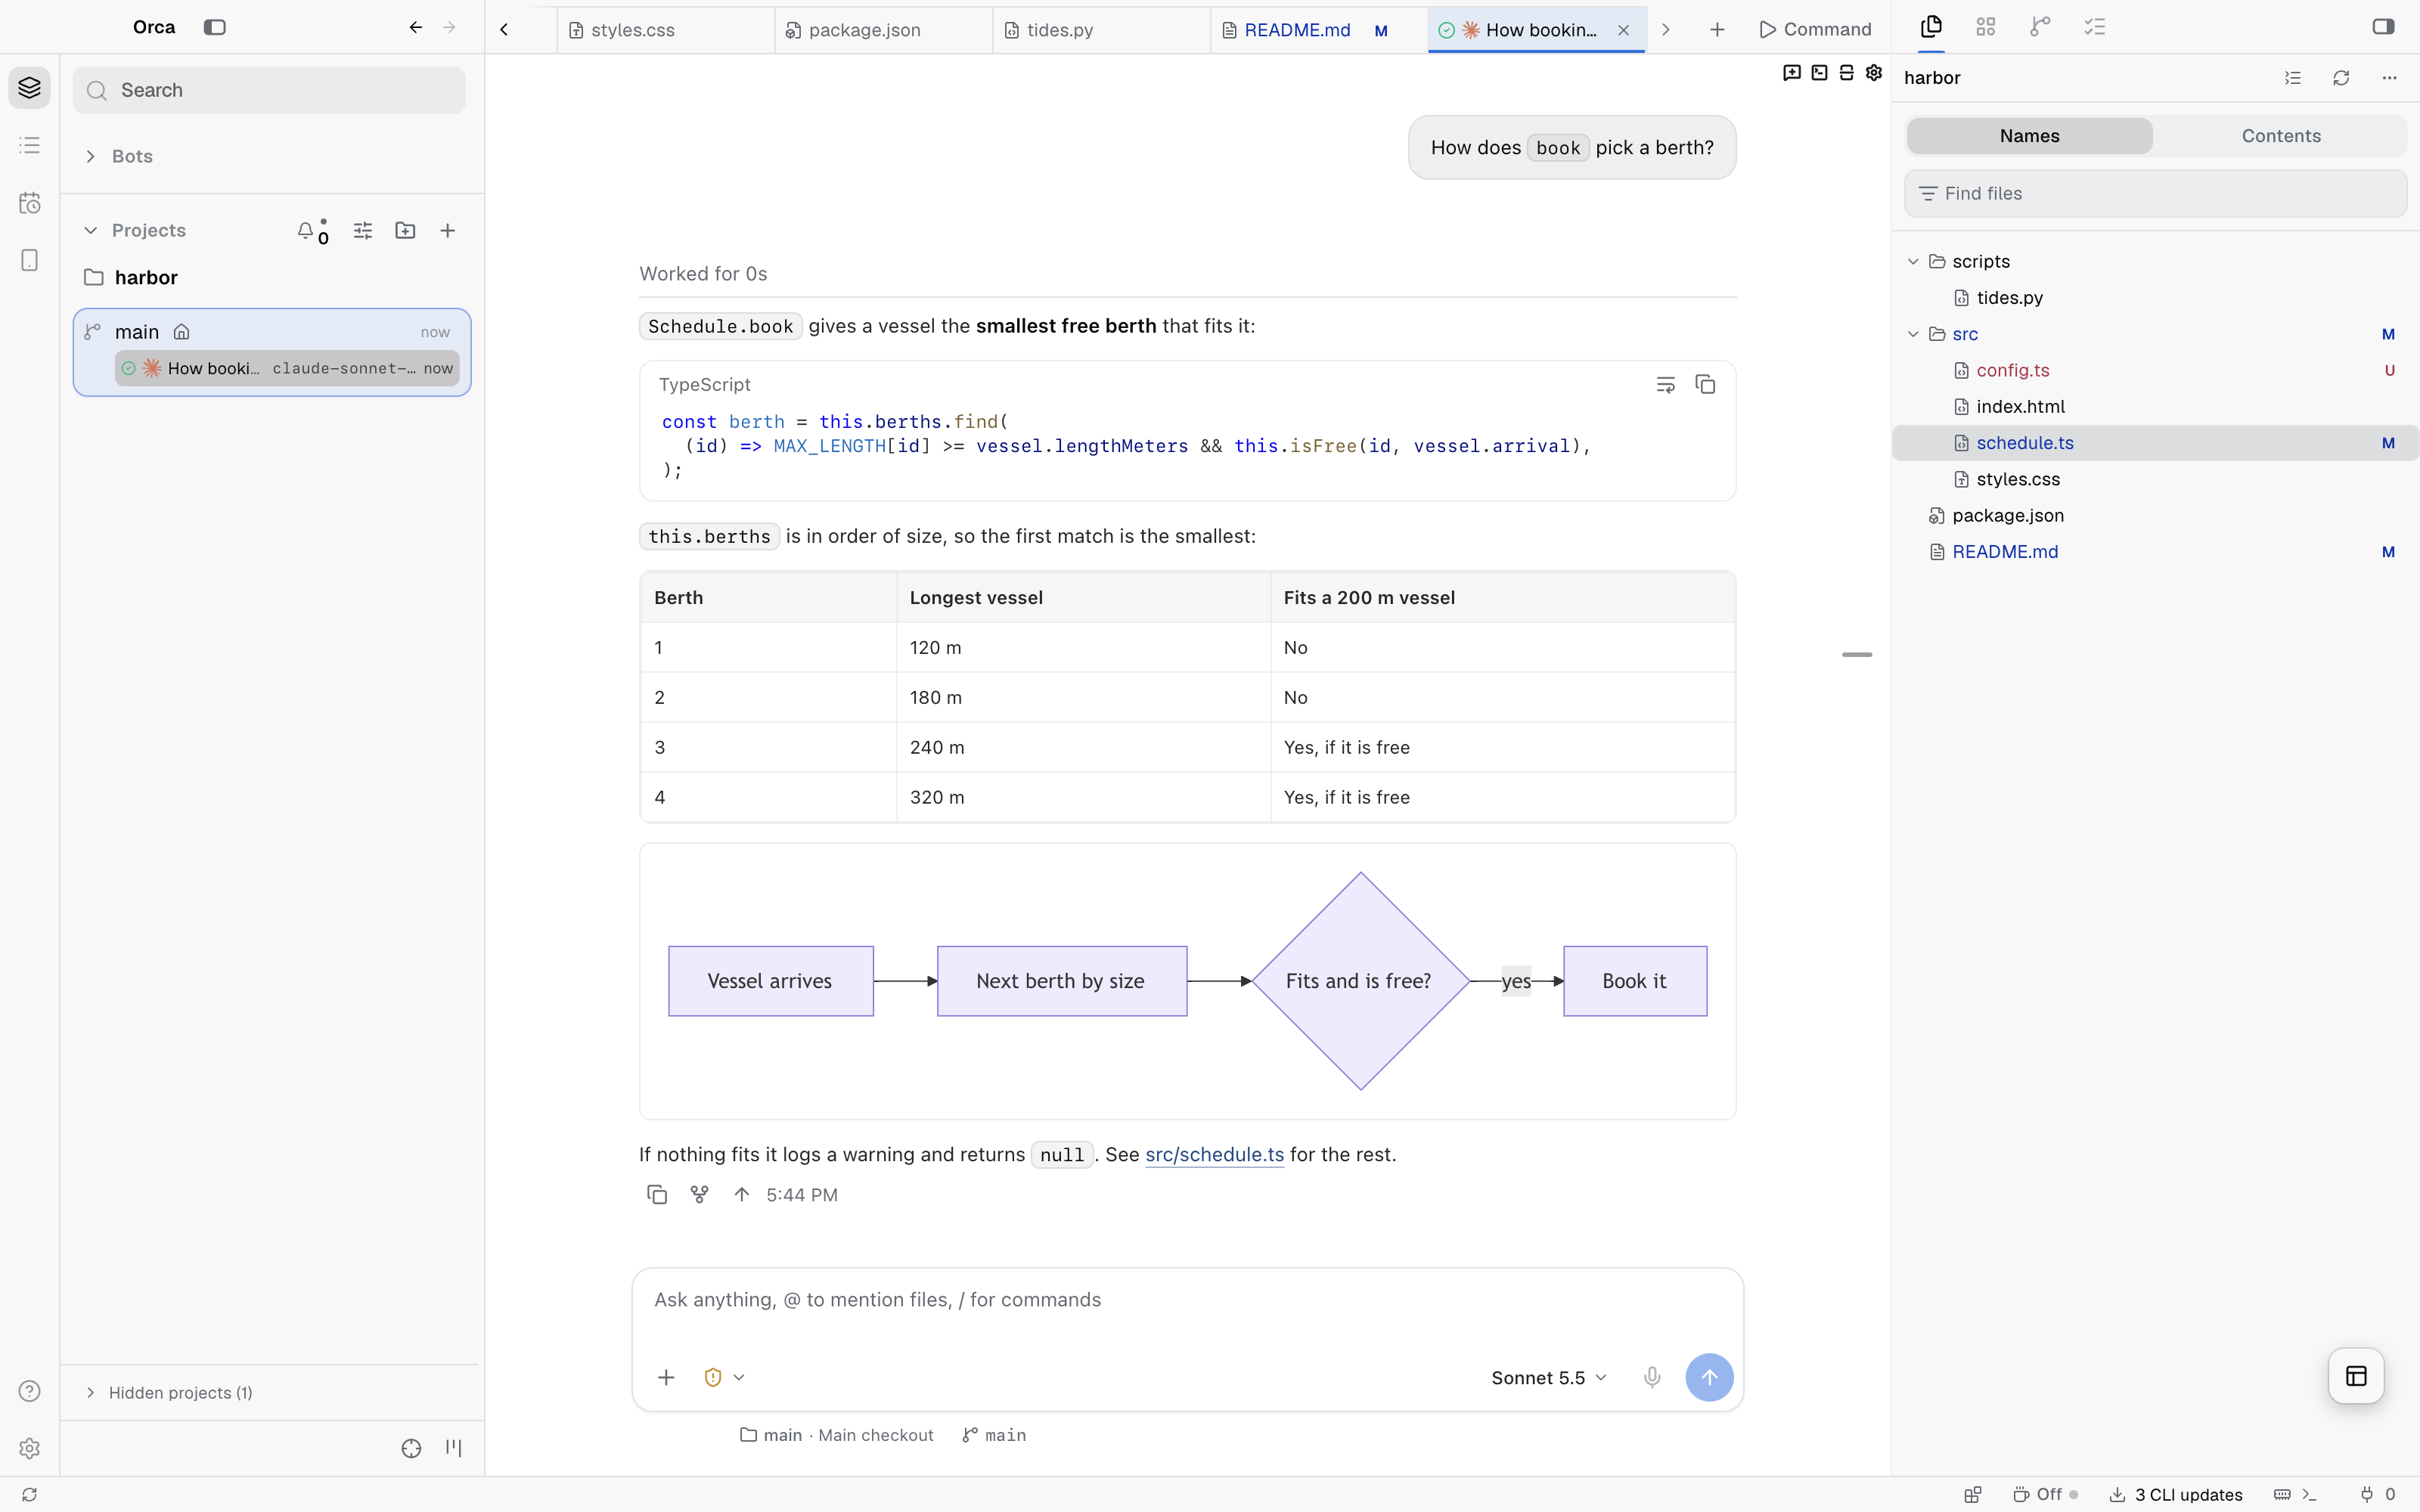 Orca
styles.css
package.json
tides.py
README.md M
How bookin...
Command
Search
Bots
Projects
0
harbor
main
now
How booki...
claude-sonnet-...
now
Hidden projects (1)
How does book pick a berth?
Worked for 0s
Schedule.book gives a vessel the smallest free berth that fits it:
TypeScript
const berth = this.berths.find(
(id) => MAX_LENGTH[id] >= vessel.lengthMeters && this.isFree(id, vessel.arrival),
);
this.berths is in order of size, so the first match is the smallest:
Berth Longest vessel Fits a 200 m vessel
1 120 m No
2 180 m No
3 240 m Yes, if it is free
4 320 m Yes, if it is free
Vessel arrives
Next berth by size
Fits and is free?
yes
Book it
If nothing fits it logs a warning and returns null. See src/schedule.ts for the rest.
5:44 PM
Ask anything, @ to mention files, / for commands
Sonnet 5.5
main · Main checkout
main
harbor
Names
Contents
Find files
scripts
tides.py
src M
config.ts U
index.html
schedule.ts M
styles.css
package.json
README.md M
Off
3 CLI updates
0